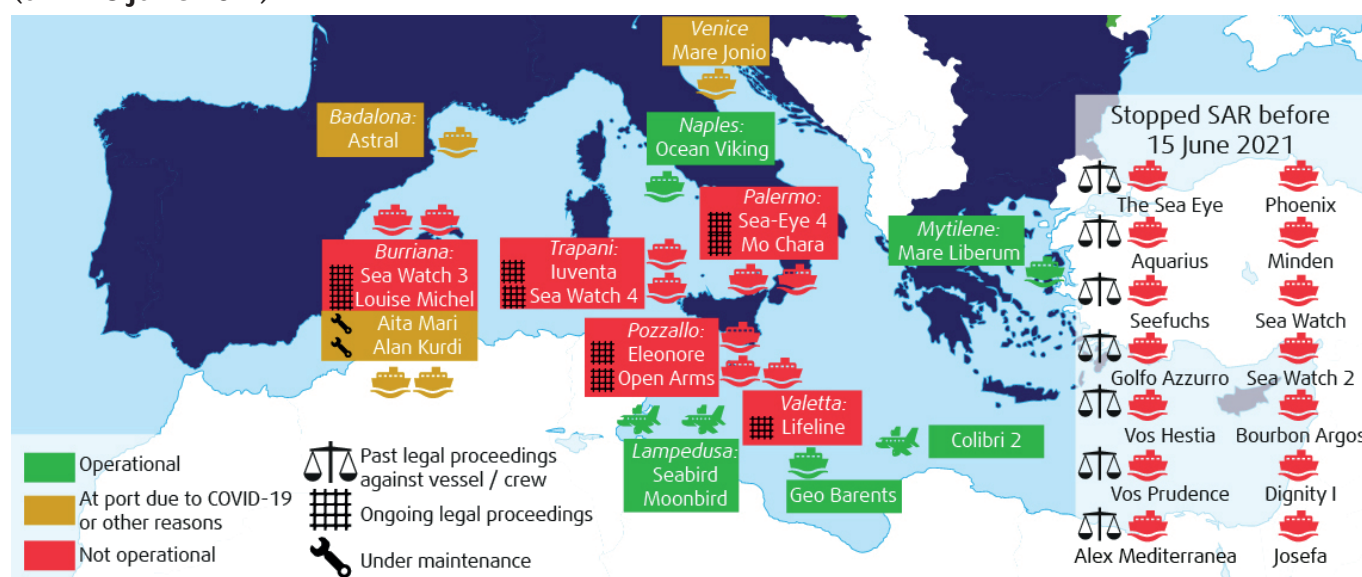 Venice
Mare Jonio
Badalona:
Astral
Naples:
Ocean Viking
Palermo:
Sea-Eye 4
Mo Chara
Burriana:
Sea Watch 3
Louise Michel
Aita Mari
Alan Kurdi
Trapani:
Iuventa
Sea Watch 4
Mytilene:
Mare Liberum
Pozzallo:
Eleonore
Open Arms
Valetta:
Lifeline
Lampedusa:
Seabird
Moonbird
Colibri 2
Geo Barents
Stopped SAR before
15 June 2021
The Sea Eye
Phoenix
Aquarius
Minden
Seefuchs
Sea Watch
Golfo Azzurro
Sea Watch 2
Vos Hestia
Bourbon Argos
Vos Prudence
Dignity I
Alex Mediterranea
Josefa
Operational
At port due to COVID-19
or other reasons
Not operational
Past legal proceedings
against vessel / crew
Ongoing legal proceedings
Under maintenance